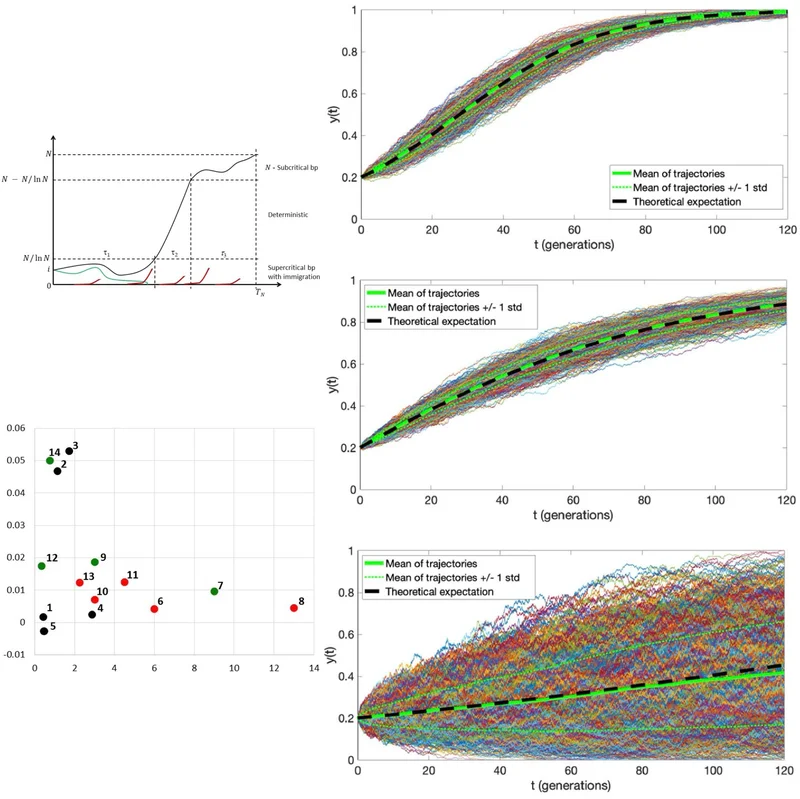 N
N − N/ ln N
N/ ln N
i
0
τ₁
τ₂
τᵢ
T_N
N ∗ Subcritical bp
Deterministic
Supercritical bp
with immigration
0.06
0.05
0.04
0.03
0.02
0.01
0
-0.01
0
2
4
6
8
10
12
14
14
3
2
12
9
13
11
10
7
1
4
6
8
5
1
0.8
0.6
0.4
0.2
0
y(t)
Mean of trajectories
Mean of trajectories +/- 1 std
Theoretical expectation
0
20
40
60
80
100
120
t (generations)
1
0.8
0.6
0.4
0.2
0
y(t)
Mean of trajectories
Mean of trajectories +/- 1 std
Theoretical expectation
0
20
40
60
80
100
120
t (generations)
1
0.8
0.6
0.4
0.2
0
y(t)
Mean of trajectories
Mean of trajectories +/- 1 std
Theoretical expectation
0
20
40
60
80
100
120
t (generations)